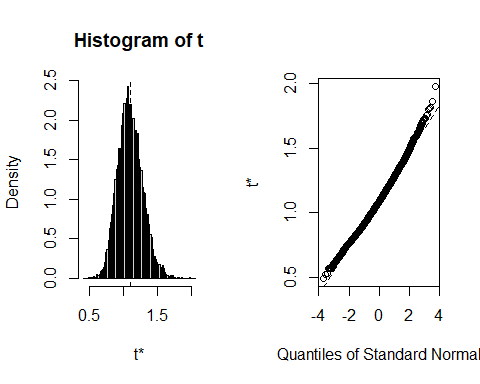 Histogram of t
Density
0.0 0.5 1.0 1.5 2.0 2.5
0.5 1.5
t*
t*
0.5 1.0 1.5 2.0
-4 -2 0 2 4
Quantiles of Standard Normal